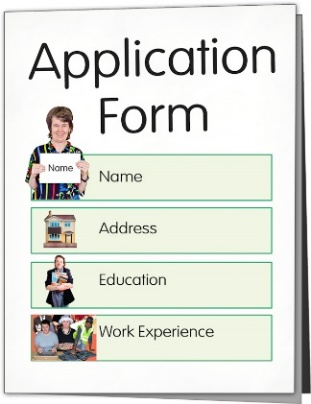 Application
Form
Name
Name
Address
Education
Work Experience